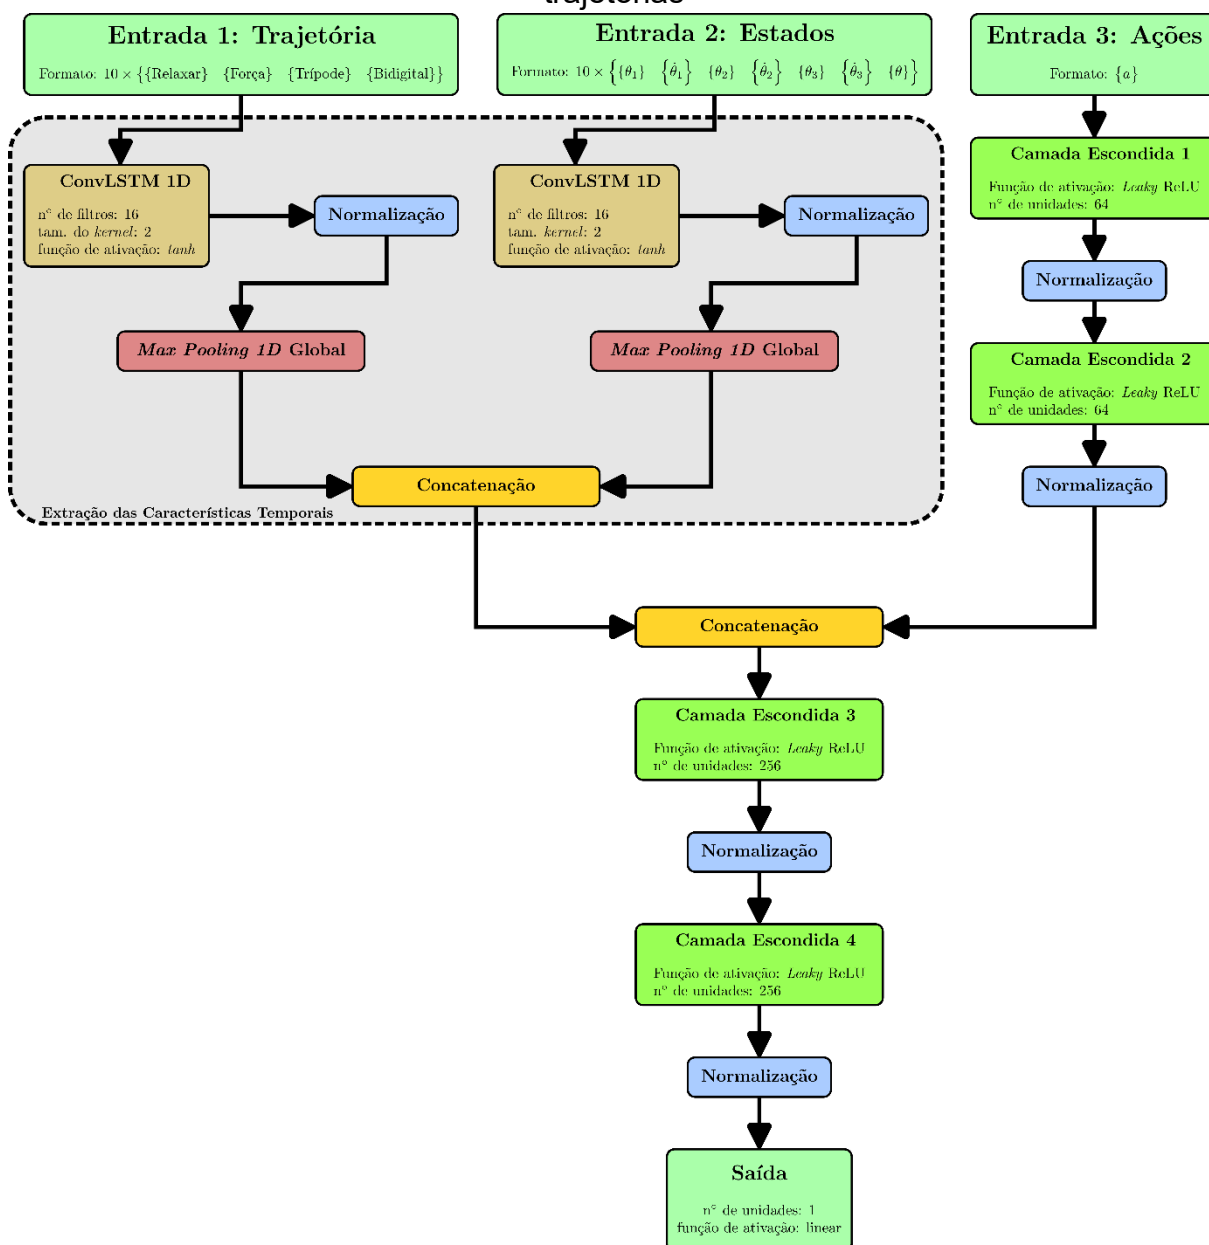 trajetórias
Entrada 1: Trajetória
Formato: 10 × {{Relaxar} {Força} {Trípode} {Bidigital}}
Entrada 2: Estados
Formato: 10 × {{θ₁} {θ̇₁} {θ₂} {θ̇₂} {θ₃} {θ̇₃} {θ}}
Entrada 3: Ações
Formato: {a}
ConvLSTM 1D
nº de filtros: 16
tam. do kernel: 2
função de ativação: tanh
Normalização
Max Pooling 1D Global
ConvLSTM 1D
nº de filtros: 16
tam. do kernel: 2
função de ativação: tanh
Normalização
Max Pooling 1D Global
Concatenação
Extração das Características Temporais
Camada Escondida 1
Função de ativação: Leaky ReLU
nº de unidades: 64
Normalização
Camada Escondida 2
Função de ativação: Leaky ReLU
nº de unidades: 64
Normalização
Concatenação
Camada Escondida 3
Função de ativação: Leaky ReLU
nº de unidades: 256
Normalização
Camada Escondida 4
Função de ativação: Leaky ReLU
nº de unidades: 256
Normalização
Saída
nº de unidades: 1
função de ativação: linear